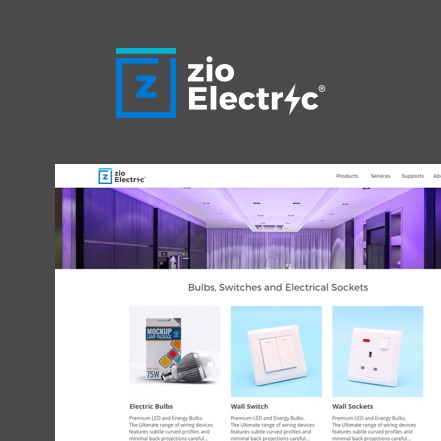 z
zio
Electric®
z
zio
Electric
Products Services Supports Ab
Bulbs, Switches and Electrical Sockets
MOCKUP
LAMP PACKAGE
75W
Electric Bulbs
Premium LED and Energy Bulbs.
The Ultimate range of wiring devices
features subtle curved profiles and
minimal back projections careful...
Wall Switch
Premium LED and Energy Bulbs.
The Ultimate range of wiring devices
features subtle curved profiles and
minimal back projections careful...
Wall Sockets
Premium LED and Energy Bulbs.
The Ultimate range of wiring devices
features subtle curved profiles and
minimal back projections careful...